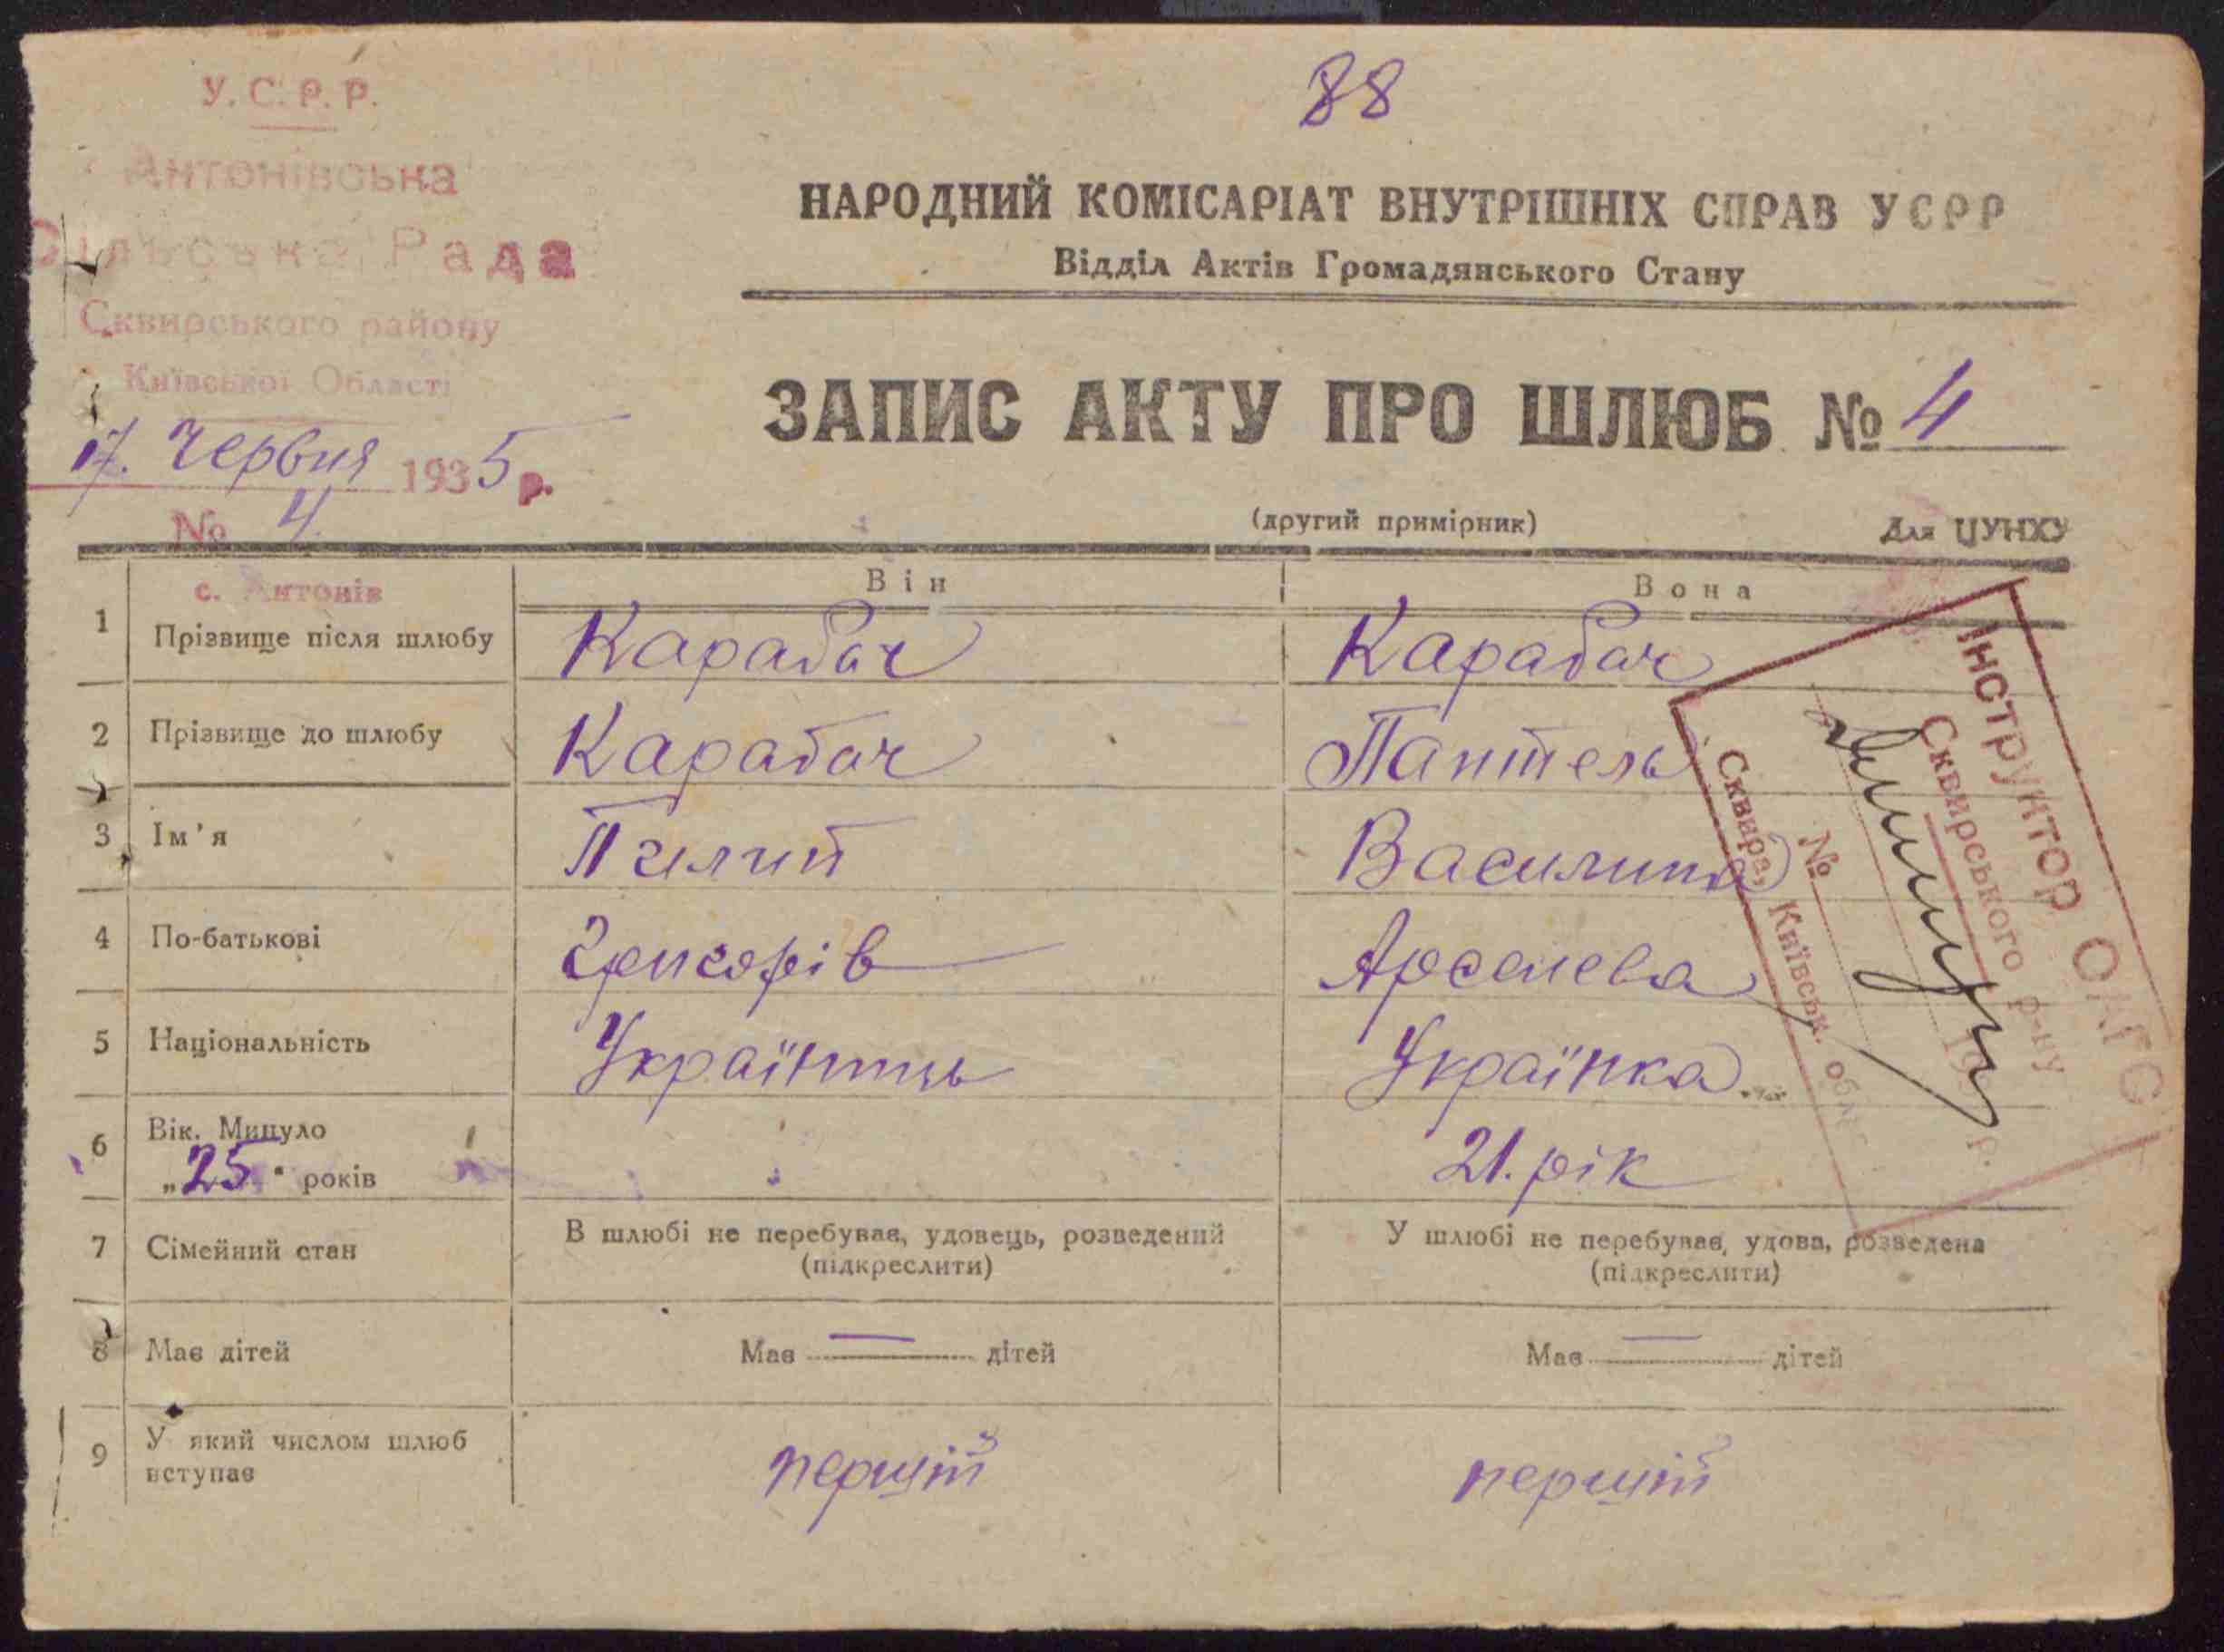 88
У.С.Р.Р.
Антонівська
Сільська Рада
Сквирського району
Київської Області
17. Червня 1935 р.
№ 4.
НАРОДНИЙ КОМІСАРІАТ ВНУТРІШНІХ СПРАВ УСРР
Відділ Актів Громадянського Стану
ЗАПИС АКТУ ПРО ШЛЮБ № 4
(другий примірник) Для ЦУНХУ
с. Антонів
Він Вона
1 Прізвище після шлюбу Карабач Карабач
2 Прізвище до шлюбу Карабач Пантель
3 Ім'я Василина
4 По-батькові Григорів Арсенева
5 Національність Українець Українка
6 Вік. Минуло
„25" років 21. рік
7 Сімейний стан В шлюбі не перебував, удовець, розведений У шлюбі не перебував, удова, розведена
(підкреслити) (підкреслити)
8 Має дітей Має — дітей Має — дітей
9 У який числом шлюб вступає перший перший
Інструктор ОАГС
Сквирського р-ну
19 р.
№
Сквира, Київськ. обл.